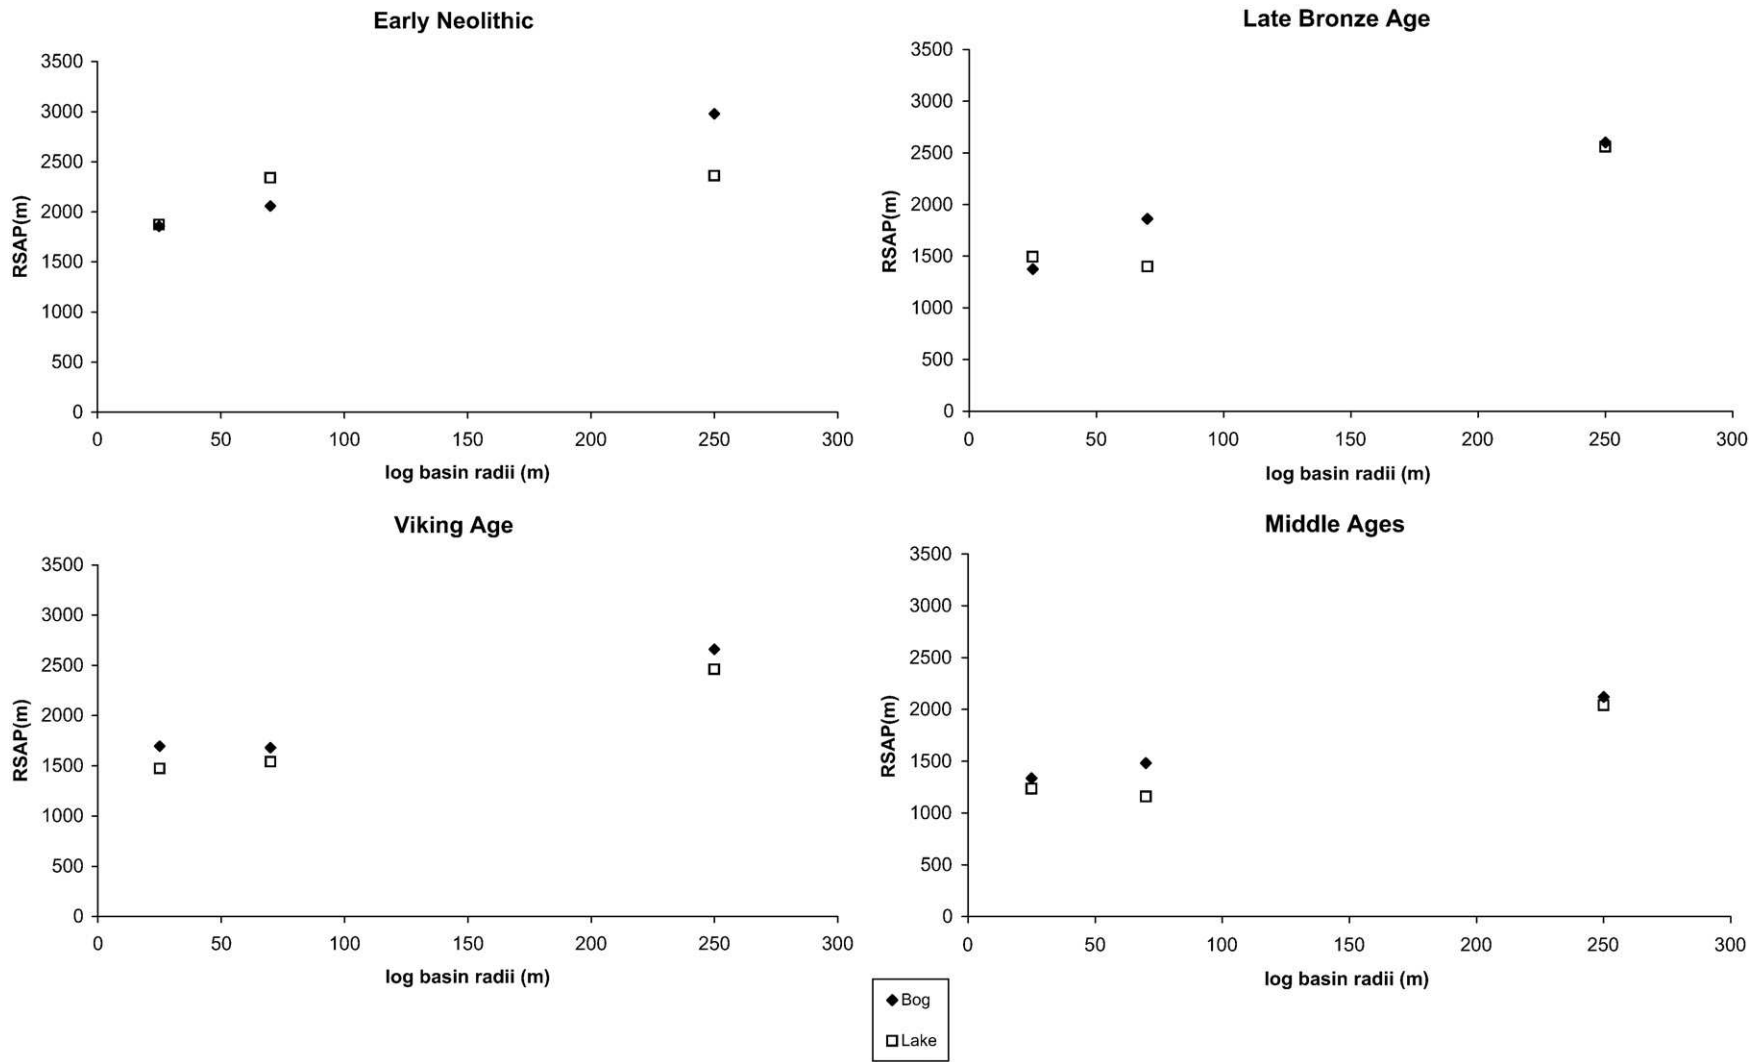 Early Neolithic
3500
3000
2500
2000
1500
1000
500
0
RSAP(m)
0 50 100 150 200 250 300
log basin radii (m)
Late Bronze Age
3500
3000
2500
2000
1500
1000
500
0
RSAP(m)
0 50 100 150 200 250 300
log basin radii (m)
Viking Age
3500
3000
2500
2000
1500
1000
500
0
RSAP(m)
0 50 100 150 200 250 300
log basin radii (m)
Middle Ages
3500
3000
2500
2000
1500
1000
500
0
RSAP(m)
0 50 100 150 200 250 300
log basin radii (m)
Bog
Lake